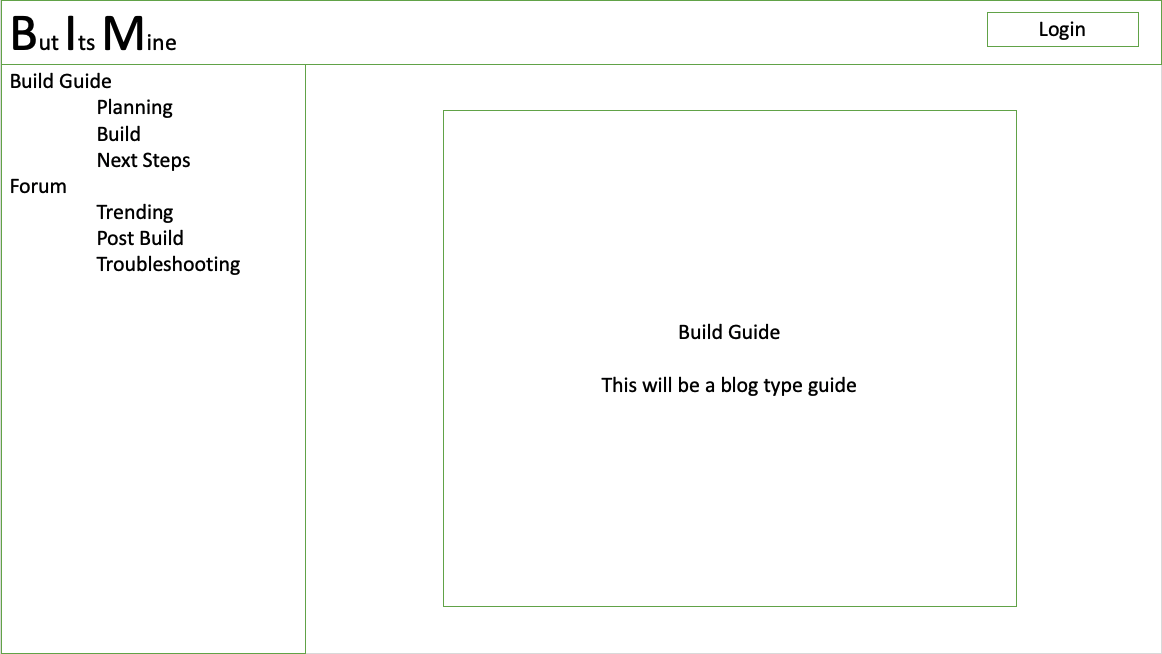 But Its Mine
Login
Build Guide
Planning
Build
Next Steps
Forum
Trending
Post Build
Troubleshooting
Build Guide
This will be a blog type guide